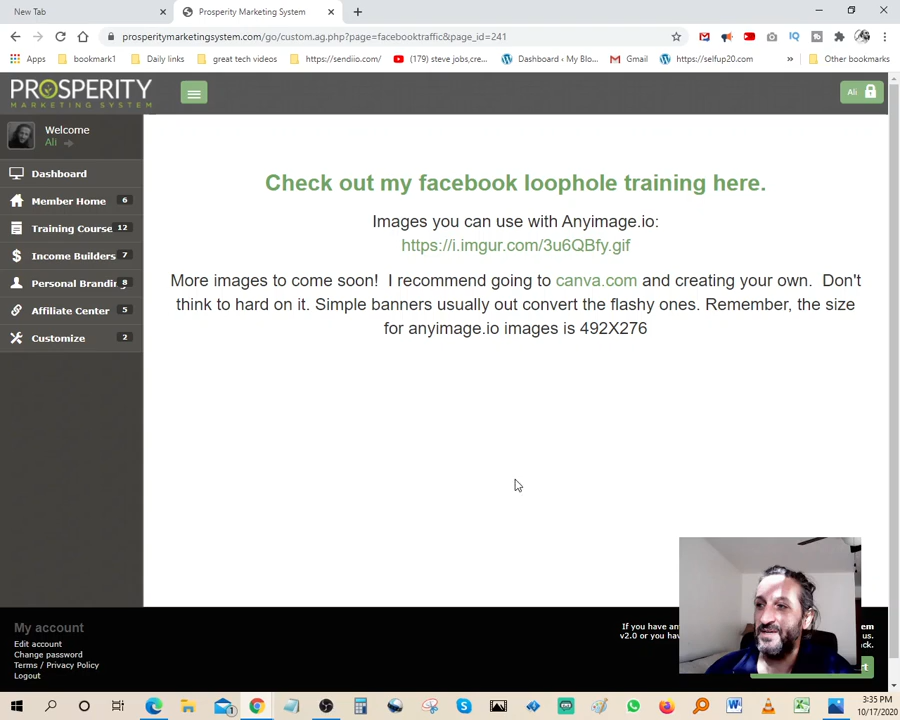 New Tab
Prosperity Marketing System
prosperitymarketingsystem.com/go/custom.ag.php?page=facebooktraffic&page_id=241
Apps
bookmark1
Daily links
great tech videos
https://sendiio.com/
(179) steve jobs,cre...
Dashboard ‹ My Blo...
Gmail
https://selfup20.com
»
Other bookmarks
PROSPERITY
MARKETING SYSTEM
Ali
Welcome
Ali
Dashboard
Member Home 6
Training Course 12
Income Builders 7
Personal Brandin 8
Affiliate Center 5
Customize 2
Check out my facebook loophole training here.
Images you can use with Anyimage.io:
https://i.imgur.com/3u6QBfy.gif
More images to come soon! I recommend going to canva.com and creating your own. Don't
think to hard on it. Simple banners usually out convert the flashy ones. Remember, the size
for anyimage.io images is 492X276
My account
Edit account
Change password
Terms / Privacy Policy
Logout
If you have an
v2.0 or you hav
3:35 PM
10/17/2020